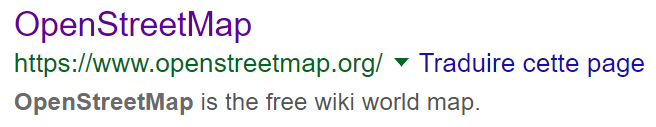 OpenStreetMap
https://www.openstreetmap.org/ ▼ Traduire cette page
OpenStreetMap is the free wiki world map.